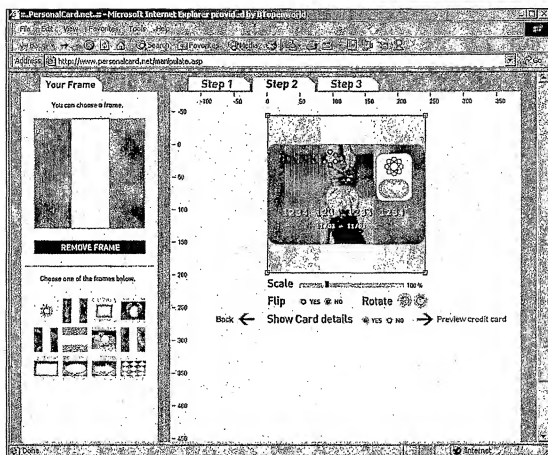 ::.PersonalCard.net.:: - Microsoft Internet Explorer provided by BTopenworld
File Edit View Favorites Tools Help
Back Search Favorites Media
Address http://www.personalcard.net/manipulate.asp Go
Your Frame
Step 1 Step 2 Step 3
You can choose a frame.
-100 -50 0 50 100 150 200 250 300 350
-50
0
50
100
150
200
250
300
350
400
450
REMOVE FRAME
Choose one of the frames below.
1234 1234 1234 1234
Scale 100%
Flip YES NO Rotate
Back Show Card details YES NO Preview credit card
Done Internet